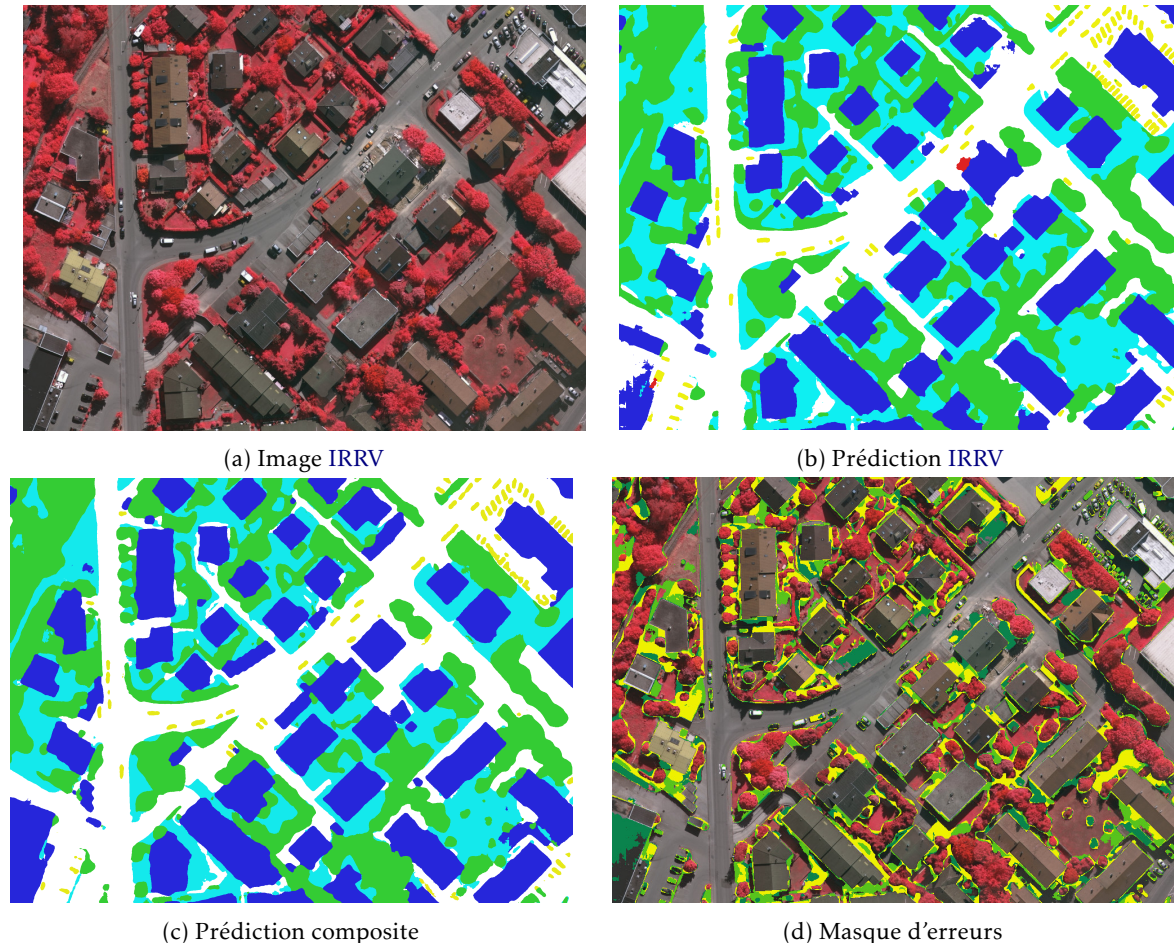 (a) Image IRRV
(b) Prédiction IRRV
(c) Prédiction composite
(d) Masque d'erreurs